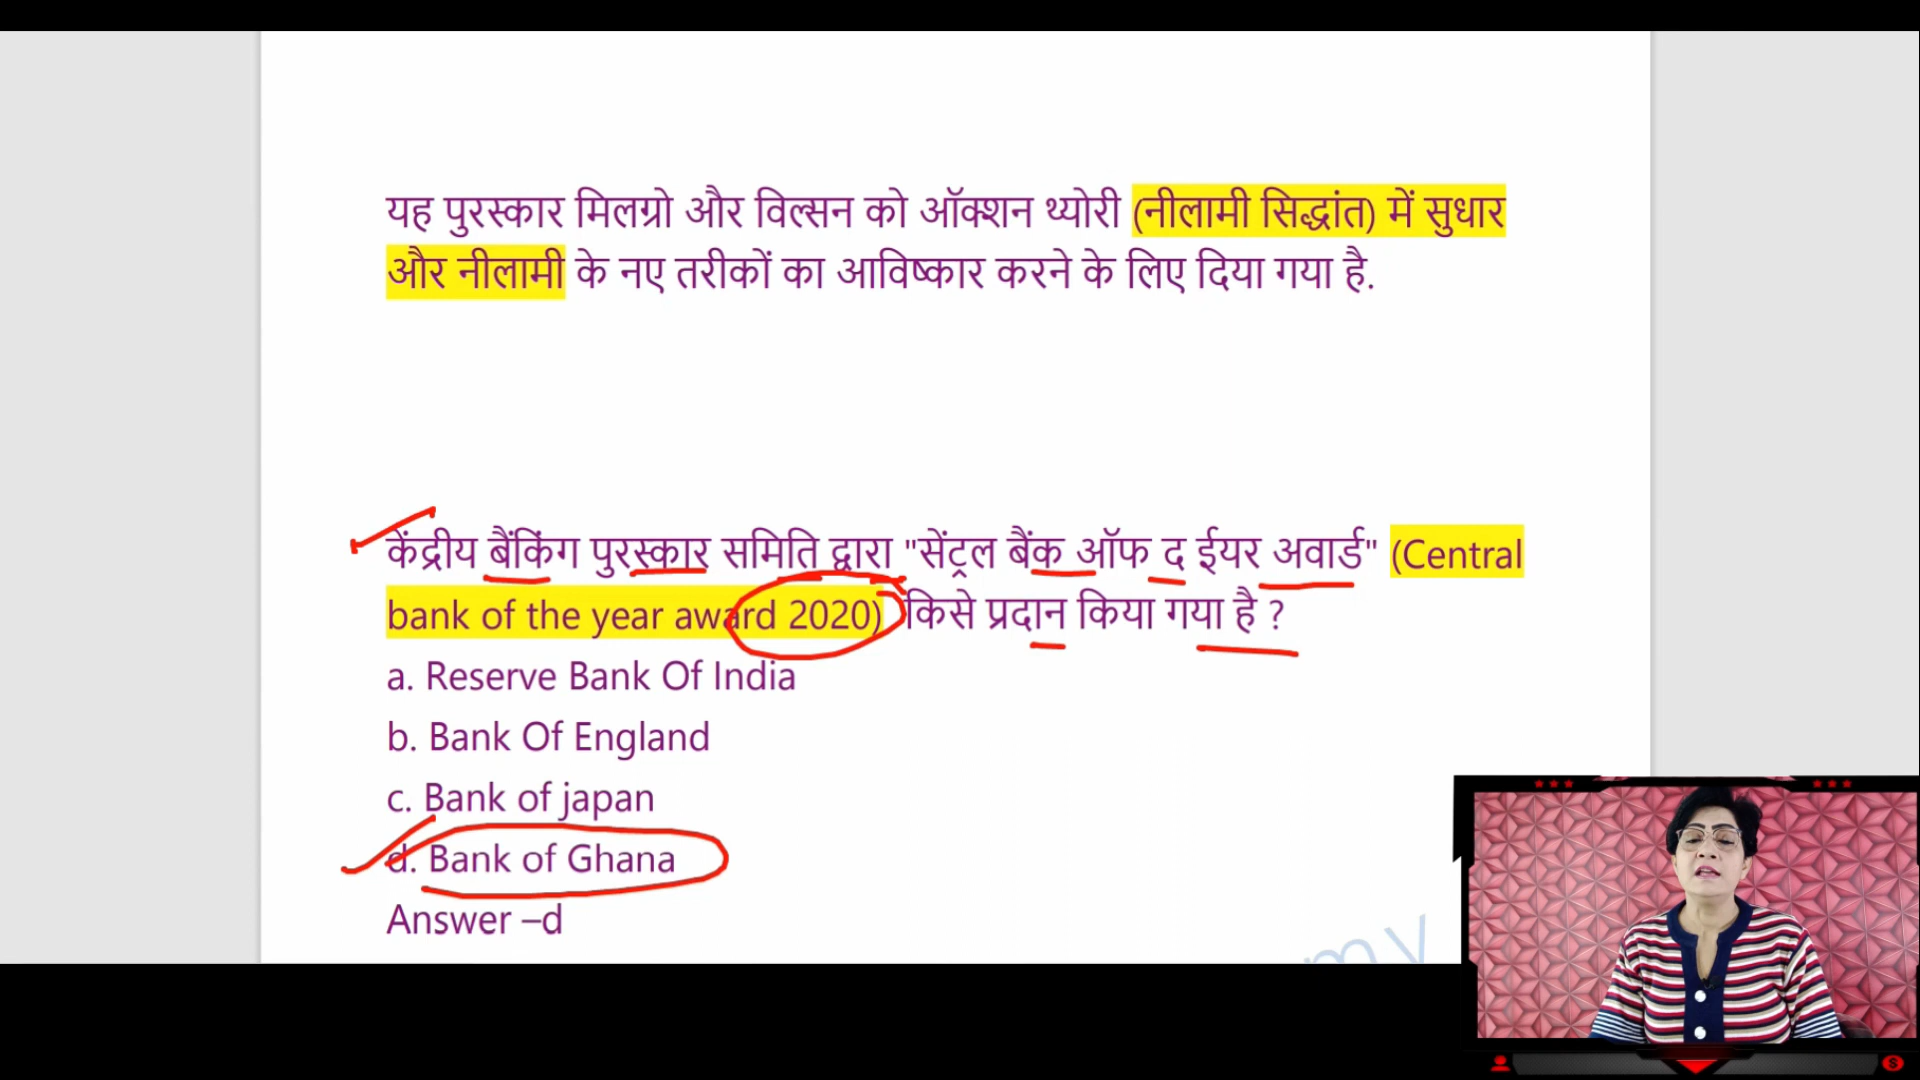 यह पुरस्कार मिलग्रो और विल्सन को ऑक्शन थ्योरी (नीलामी सिद्धांत) में सुधार
और नीलामी के नए तरीकों का आविष्कार करने के लिए दिया गया है.
केंद्रीय बैंकिंग पुरस्कार समिति द्वारा "सेंट्रल बैंक ऑफ द ईयर अवार्ड" (Central
bank of the year award 2020) किसे प्रदान किया गया है ?
a. Reserve Bank Of India
b. Bank Of England
c. Bank of japan
d. Bank of Ghana
Answer –d
my